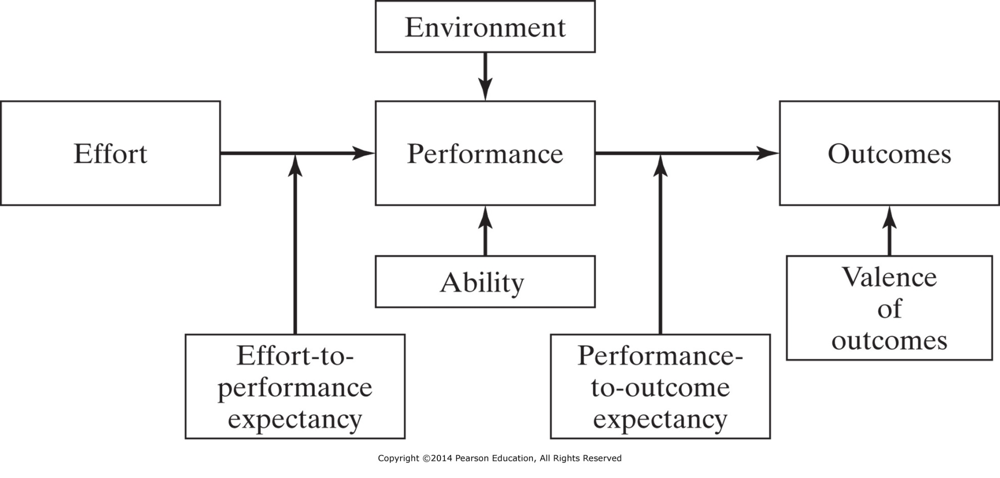 Environment
Effort
Performance
Outcomes
Ability
Valence
of
outcomes
Effort-to-
performance
expectancy
Performance-
to-outcome
expectancy
Copyright ©2014 Pearson Education, All Rights Reserved